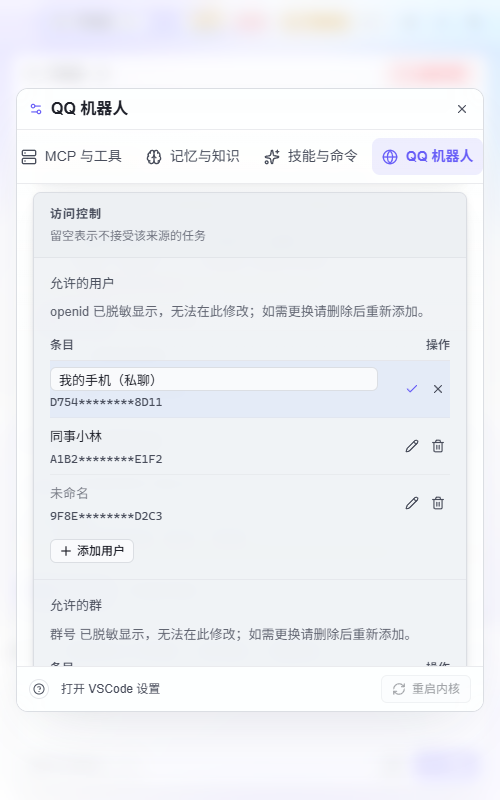 QQ 机器人
MCP 与工具
记忆与知识
技能与命令
QQ 机器人
访问控制
留空表示不接受该来源的任务
允许的用户
openid 已脱敏显示，无法在此修改；如需更换请删除后重新添加。
条目 操作
我的手机（私聊）
D754********8D11
同事小林
A1B2********E1F2
未命名
9F8E********D2C3
添加用户
允许的群
群号 已脱敏显示，无法在此修改；如需更换请删除后重新添加。
条目 操作
打开 VSCode 设置
重启内核